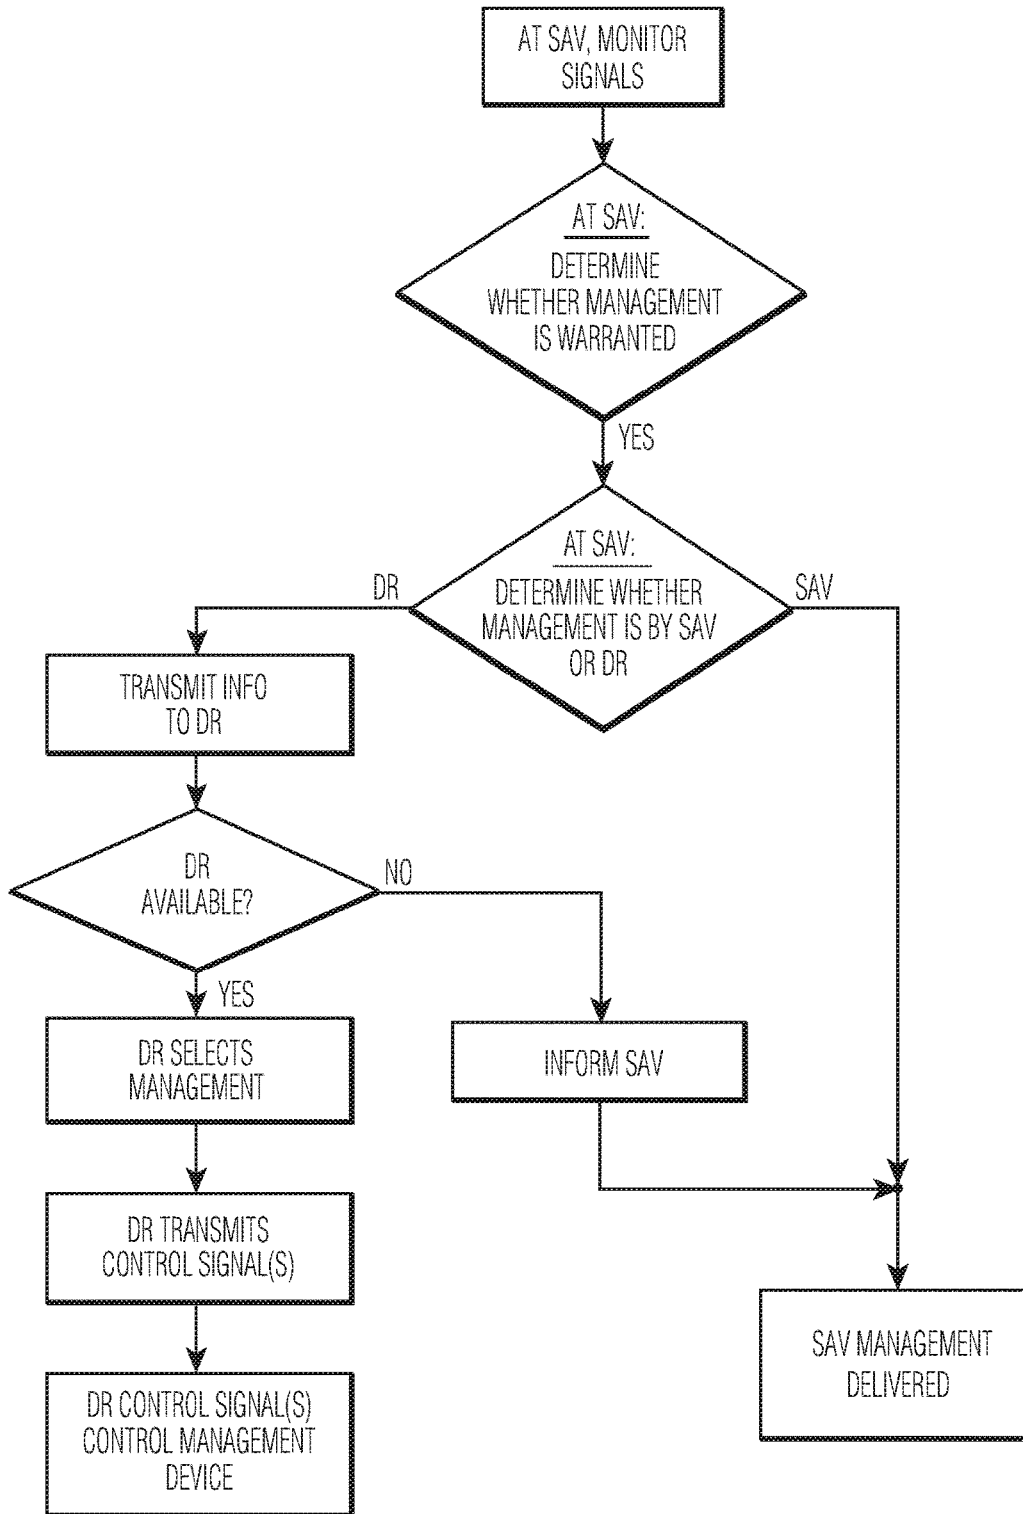 AT SAV, MONITOR
SIGNALS
AT SAV:
DETERMINE
WHETHER MANAGEMENT
IS WARRANTED
YES
AT SAV:
DETERMINE WHETHER
MANAGEMENT IS BY SAV
OR DR
DR
SAV
TRANSMIT INFO
TO DR
DR
AVAILABLE?
NO
YES
DR SELECTS
MANAGEMENT
INFORM SAV
DR TRANSMITS
CONTROL SIGNAL(S)
SAV MANAGEMENT
DELIVERED
DR CONTROL SIGNAL(S)
CONTROL MANAGEMENT
DEVICE